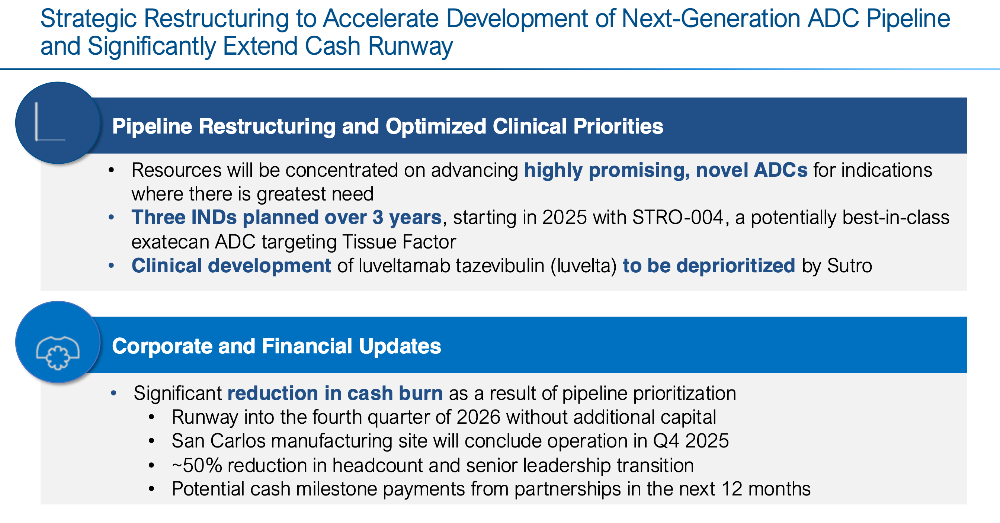 Strategic Restructuring to Accelerate Development of Next-Generation ADC Pipeline
and Significantly Extend Cash Runway
Pipeline Restructuring and Optimized Clinical Priorities
• Resources will be concentrated on advancing highly promising, novel ADCs for indications
where there is greatest need
• Three INDs planned over 3 years, starting in 2025 with STRO-004, a potentially best-in-class
exatecan ADC targeting Tissue Factor
• Clinical development of luveltamab tazevibulin (luvelta) to be deprioritized by Sutro
Corporate and Financial Updates
• Significant reduction in cash burn as a result of pipeline prioritization
• Runway into the fourth quarter of 2026 without additional capital
• San Carlos manufacturing site will conclude operation in Q4 2025
• ~50% reduction in headcount and senior leadership transition
• Potential cash milestone payments from partnerships in the next 12 months